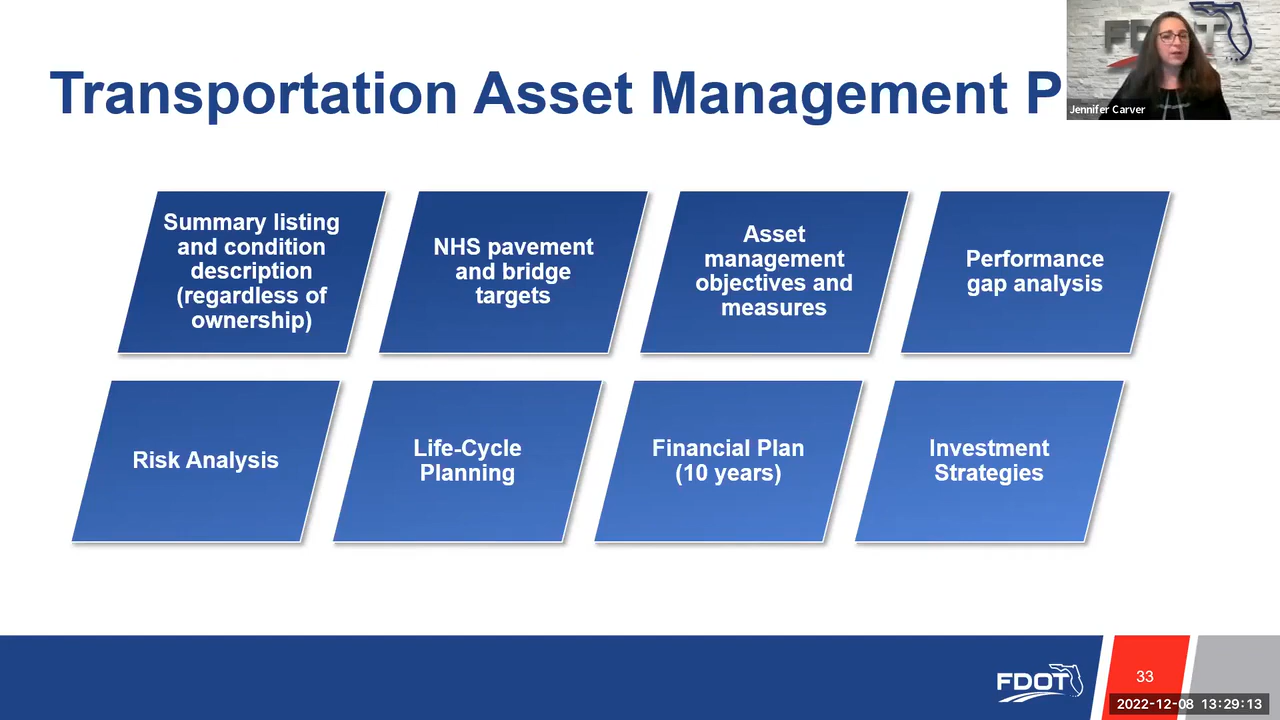 Transportation Asset Management P
FDOT
Jennifer Carver
Summary listing
and condition
description
(regardless of
ownership)
NHS pavement
and bridge
targets
Asset
management
objectives and
measures
Performance
gap analysis
Risk Analysis
Life-Cycle
Planning
Financial Plan
(10 years)
Investment
Strategies
FDOT
33
2022-12-08 13:29:13